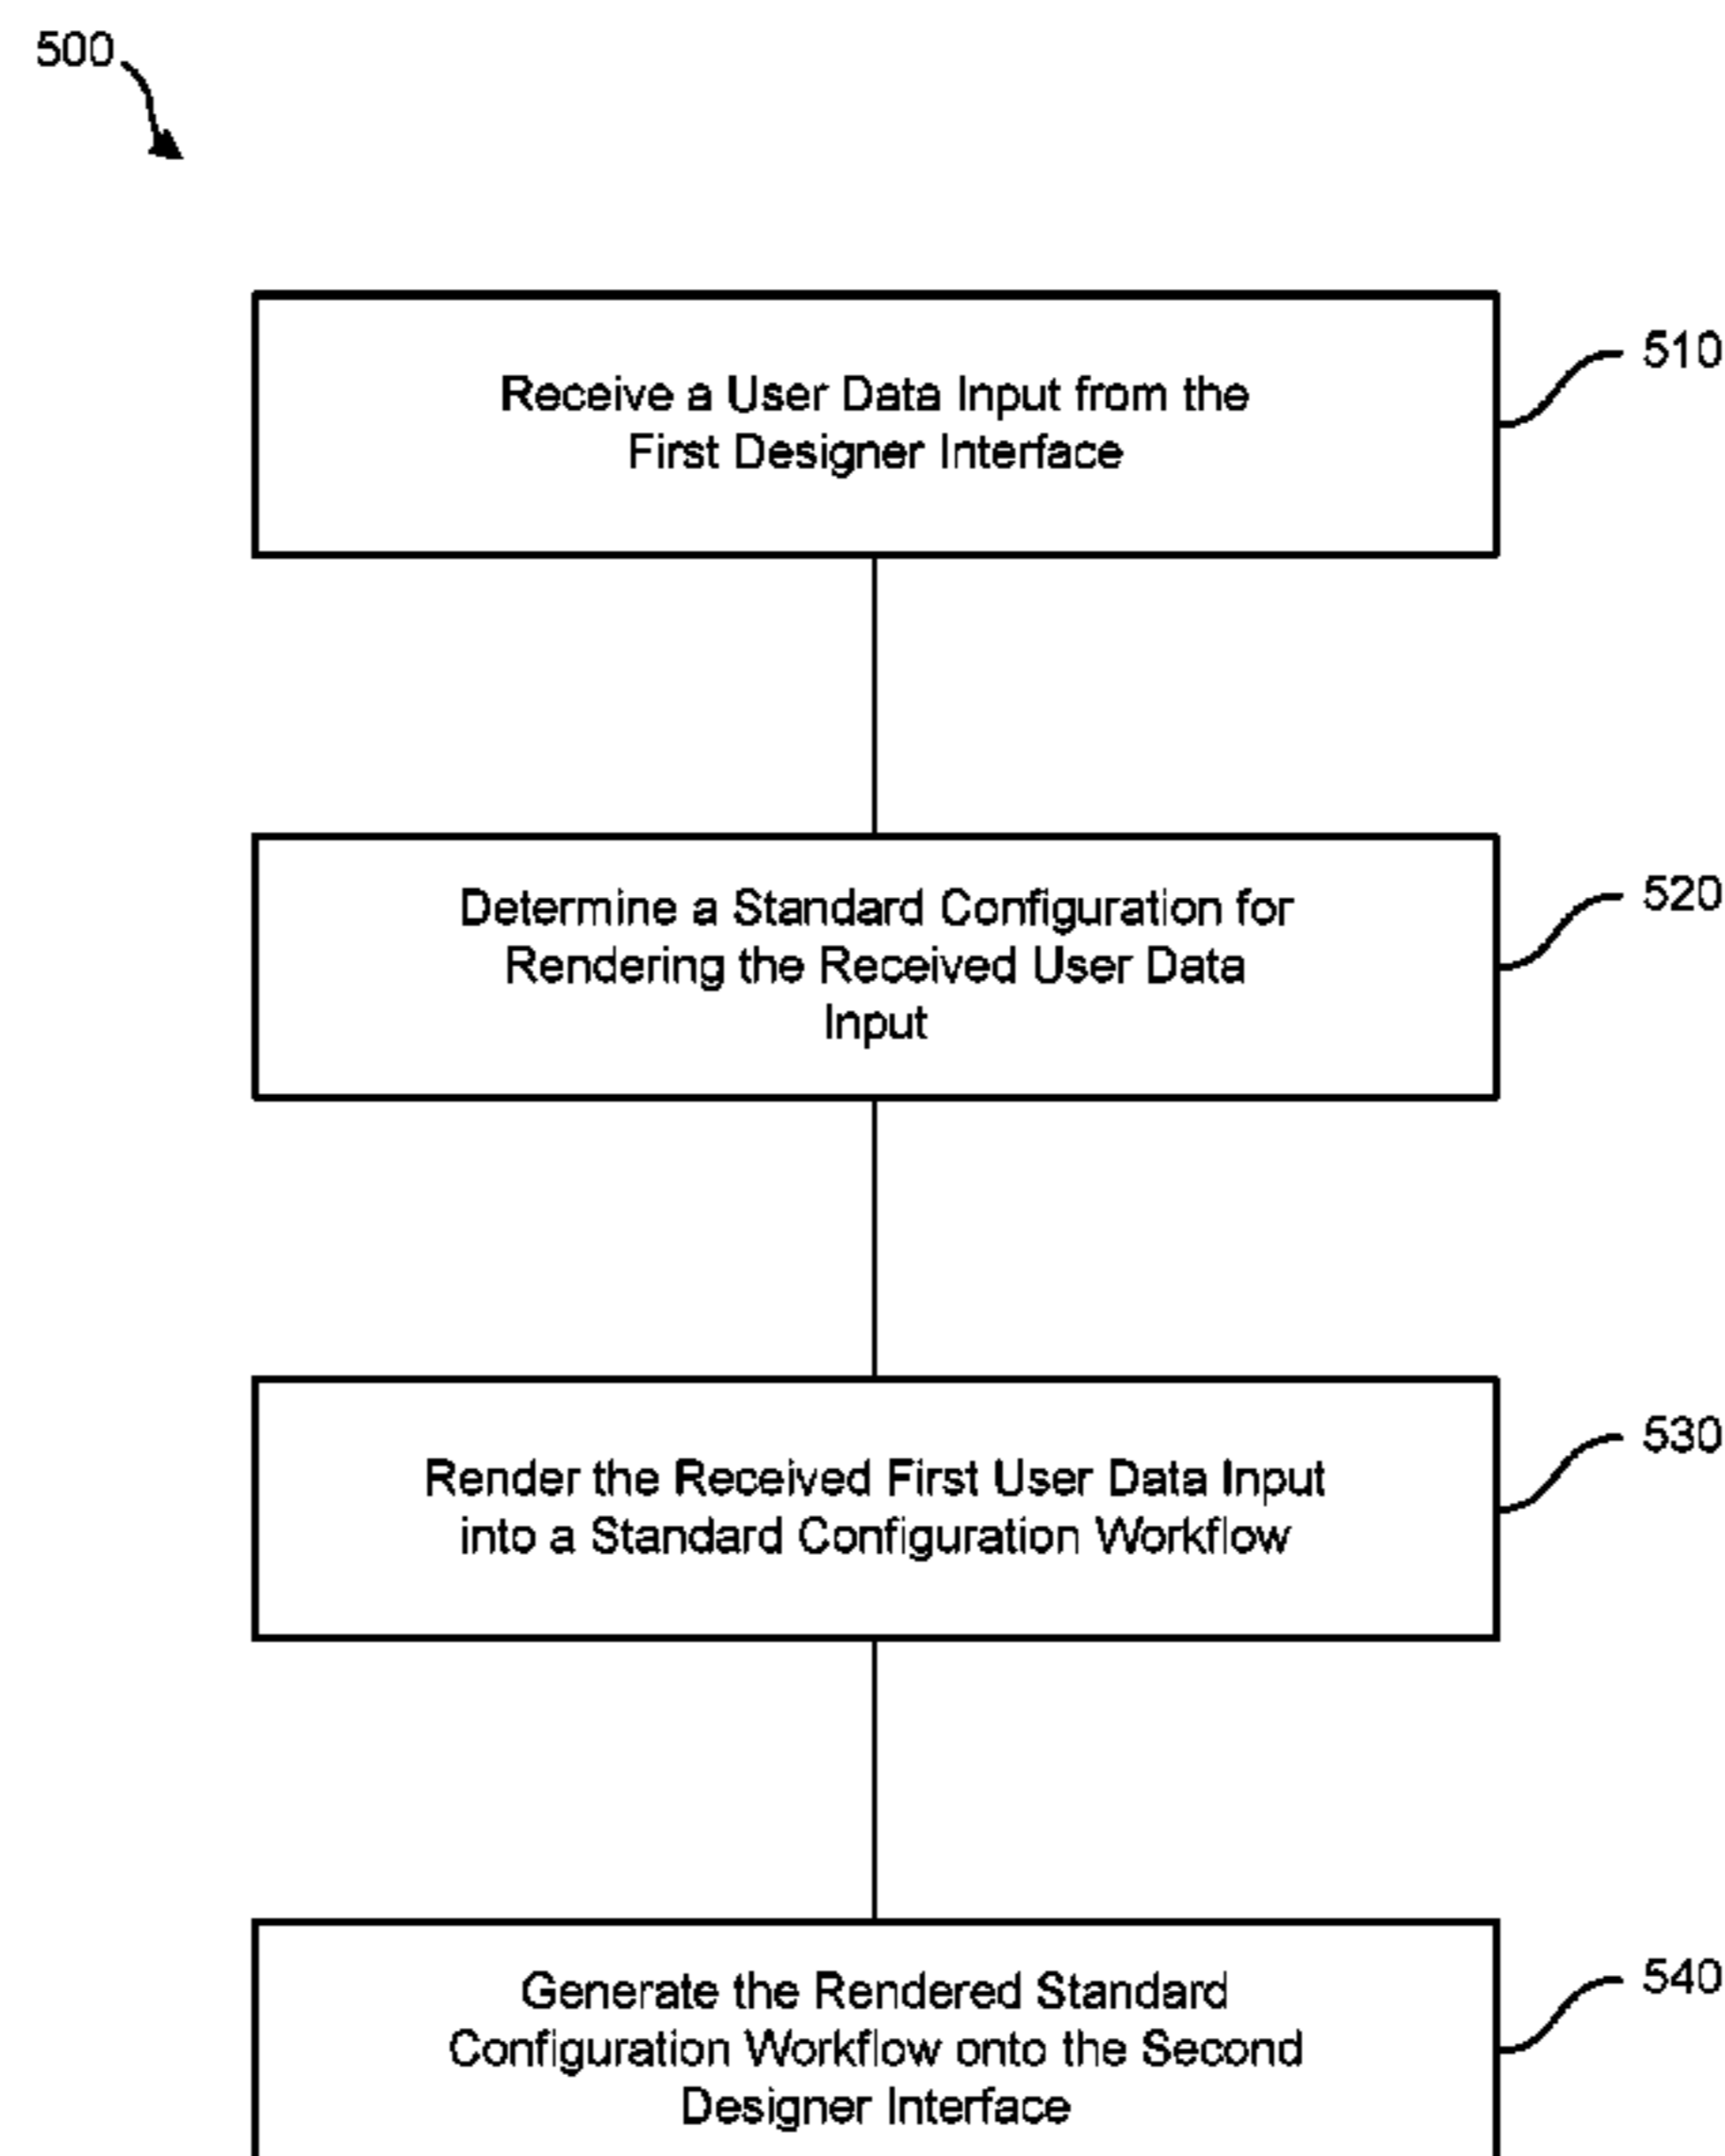 500
Receive a User Data Input from the
First Designer Interface
510
Determine a Standard Configuration for
Rendering the Received User Data
Input
520
Render the Received First User Data Input
into a Standard Configuration Workflow
530
Generate the Rendered Standard
Configuration Workflow onto the Second
Designer Interface
540